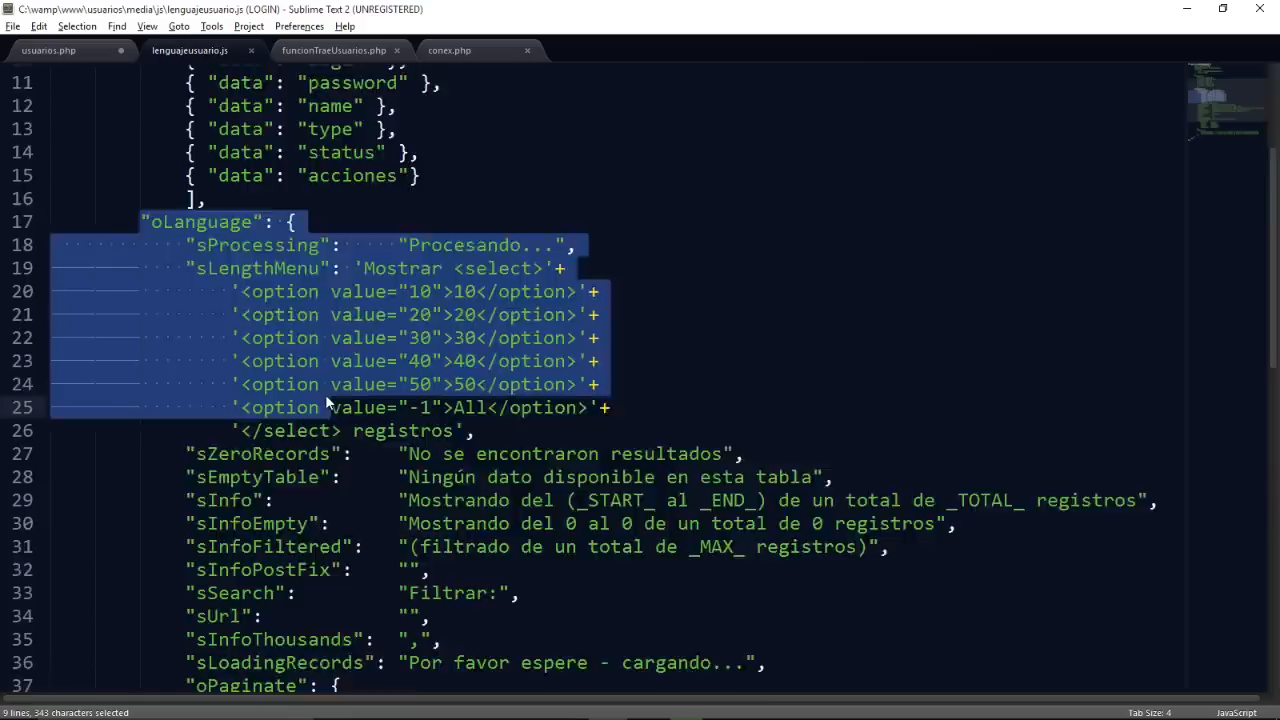 C:\wamp\www\usuarios\media\js\lenguajeusuario.js (LOGIN) - Sublime Text 2 (UNREGISTERED)
File Edit Selection Find View Goto Tools Project Preferences Help
usuarios.php lenguajeusuario.js × funcionTraeUsuarios.php × conex.php ×
11 { "data": "password" },
12 { "data": "name" },
13 { "data": "type" },
14 { "data": "status" },
15 { "data": "acciones"}
16 ],
17 "oLanguage": {
18 "sProcessing": "Procesando...",
19 "sLengthMenu": 'Mostrar <select>'+
20 '<option value="10">10</option>'+
21 '<option value="20">20</option>'+
22 '<option value="30">30</option>'+
23 '<option value="40">40</option>'+
24 '<option value="50">50</option>'+
25 '<option value="-1">All</option>'+
26 '</select> registros',
27 "sZeroRecords": "No se encontraron resultados",
28 "sEmptyTable": "Ningún dato disponible en esta tabla",
29 "sInfo": "Mostrando del (_START_ al _END_) de un total de _TOTAL_ registros",
30 "sInfoEmpty": "Mostrando del 0 al 0 de un total de 0 registros",
31 "sInfoFiltered": "(filtrado de un total de _MAX_ registros)",
32 "sInfoPostFix": "",
33 "sSearch": "Filtrar:",
34 "sUrl": "",
35 "sInfoThousands": ",",
36 "sLoadingRecords": "Por favor espere - cargando...",
37 "oPaginate": {
9 lines, 343 characters selected
Tab Size: 4 JavaScript